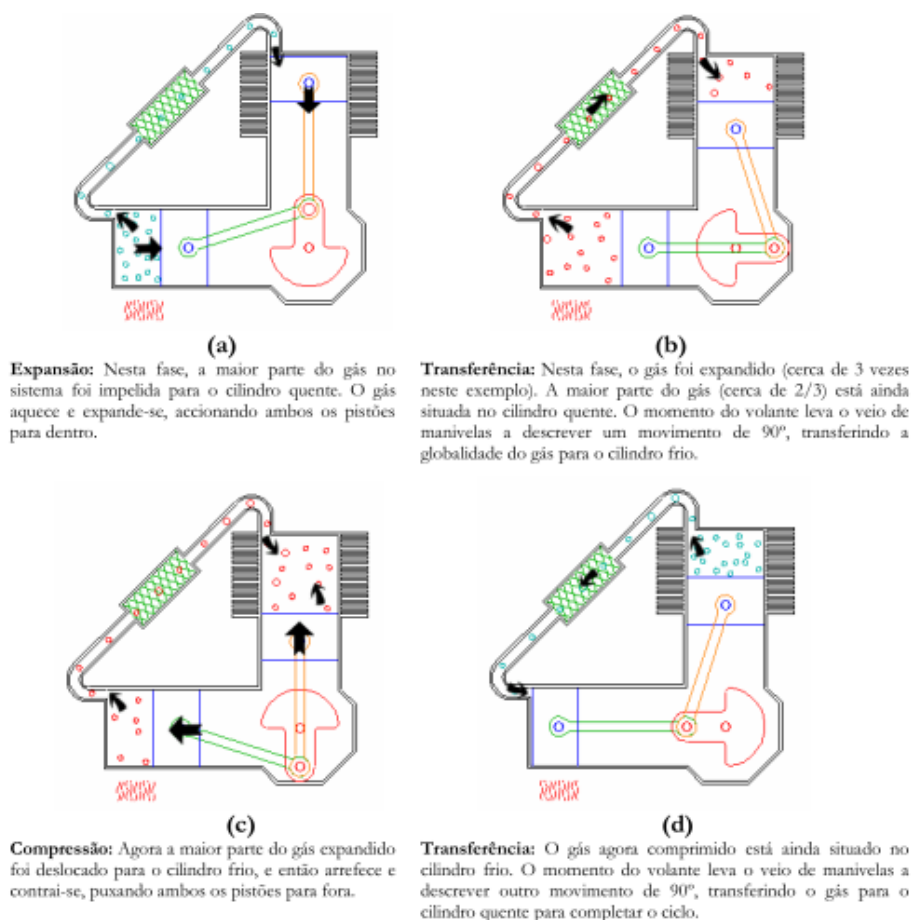 (a)
Expansão: Nesta fase, a maior parte do gás no
sistema foi impelida para o cilindro quente. O gás
aquece e expande-se, accionando ambos os pistões
para dentro.
(b)
Transferência: Nesta fase, o gás foi expandido (cerca de 3 vezes
neste exemplo). A maior parte do gás (cerca de 2/3) está ainda
situada no cilindro quente. O momento do volante leva o veio de
manivelas a descrever um movimento de 90º, transferindo a
globalidade do gás para o cilindro frio.
(c)
Compressão: Agora a maior parte do gás expandido
foi deslocado para o cilindro frio, e então arrefece e
contrai-se, puxando ambos os pistões para fora.
(d)
Transferência: O gás agora comprimido está ainda situado no
cilindro frio. O momento do volante leva o veio de manivelas a
descrever outro movimento de 90º, transferindo o gás para o
cilindro quente para completar o ciclo.